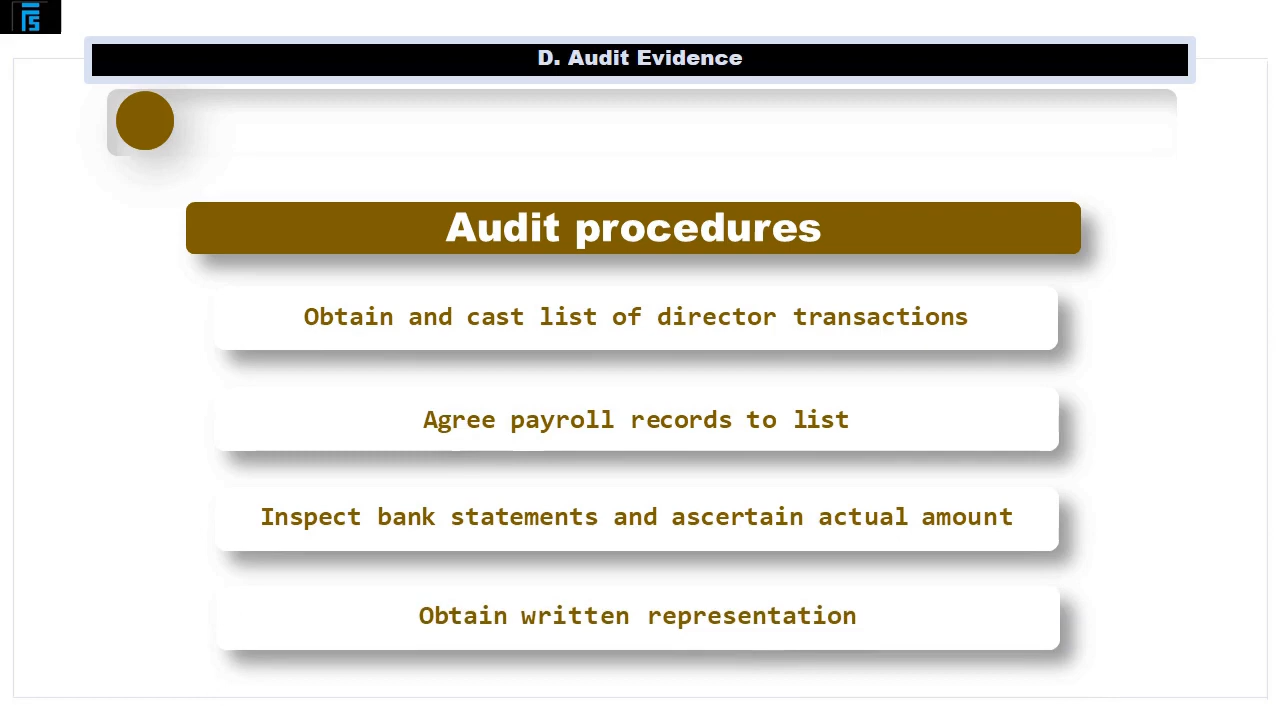 FS
D. Audit Evidence
Audit procedures
Obtain and cast list of director transactions
Agree payroll records to list
Inspect bank statements and ascertain actual amount
Obtain written representation